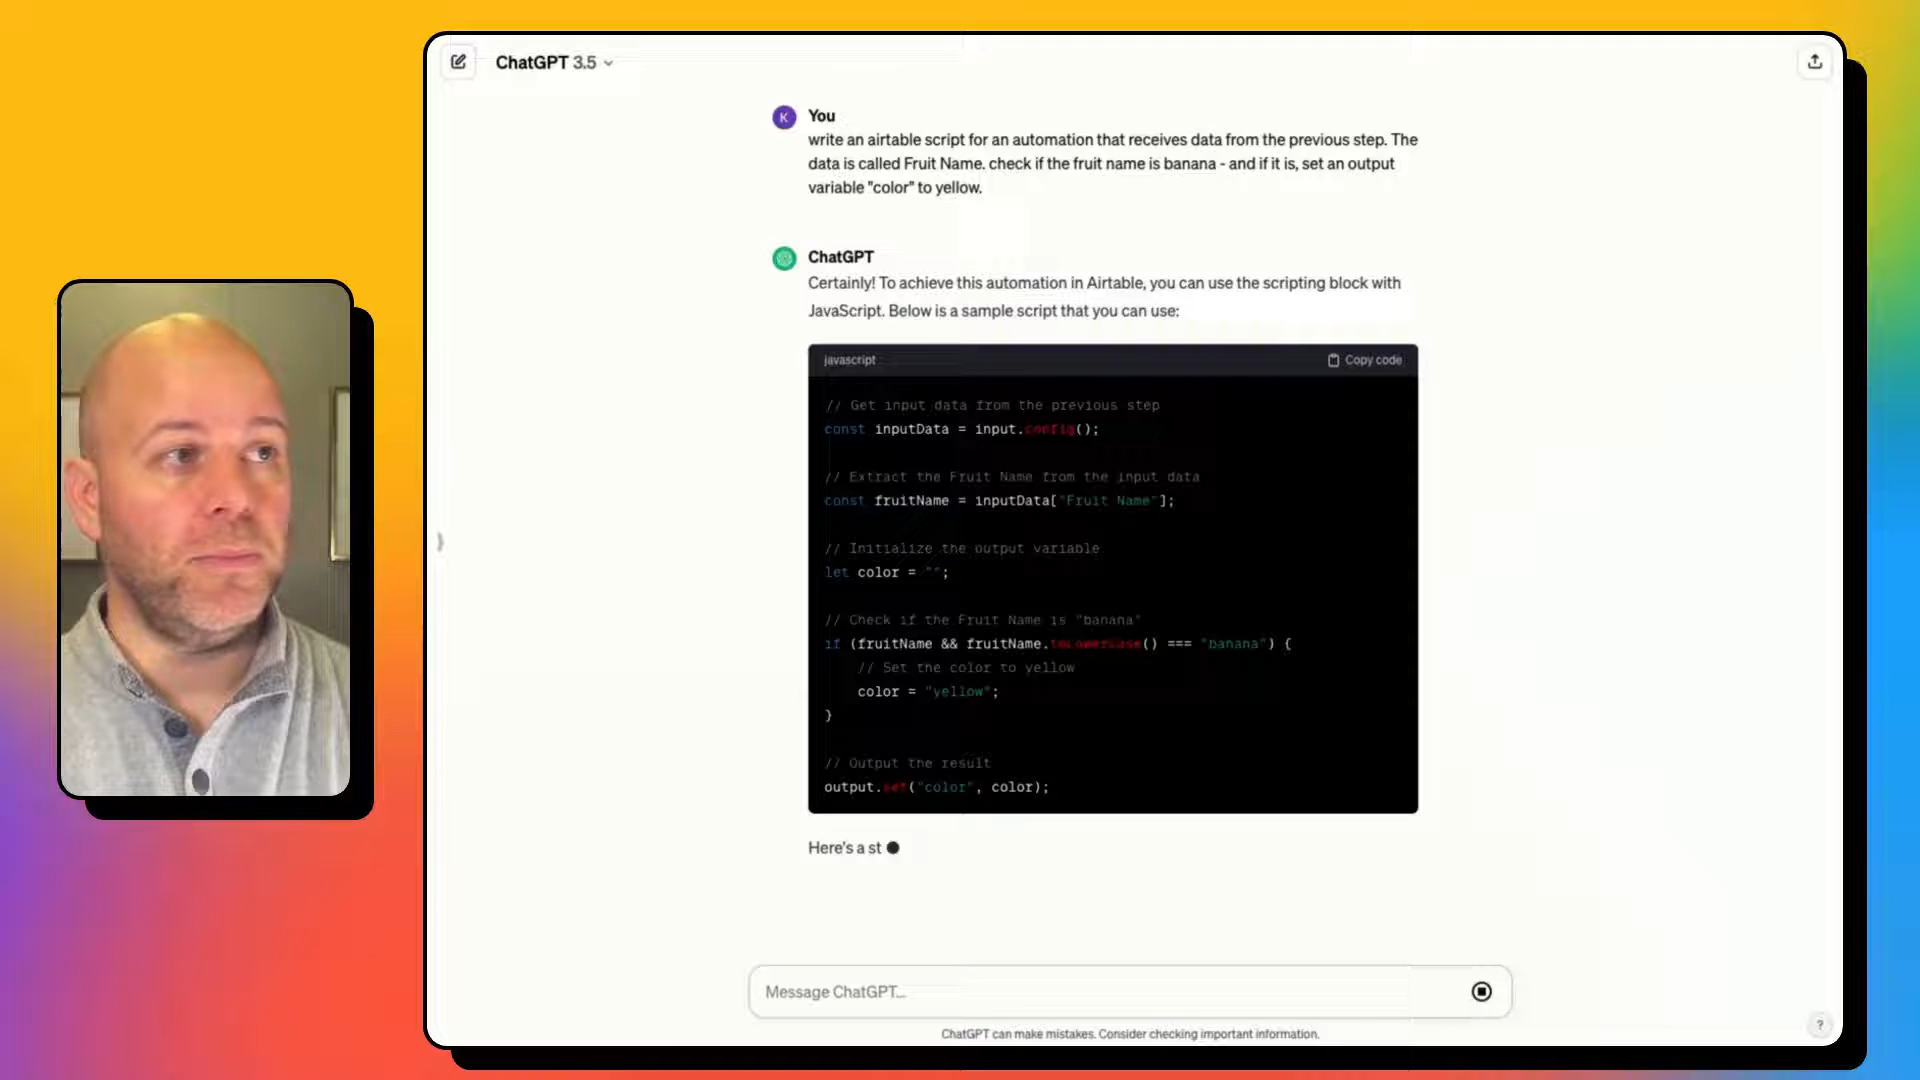 ChatGPT 3.5
K
You
write an airtable script for an automation that receives data from the previous step. The
data is called Fruit Name. check if the fruit name is banana - and if it is, set an output
variable "color" to yellow.
ChatGPT
Certainly! To achieve this automation in Airtable, you can use the scripting block with
JavaScript. Below is a sample script that you can use:
javascript
Copy code
// Get input data from the previous step
const inputData = input.config();
// Extract the Fruit Name from the input data
const fruitName = inputData["Fruit Name"];
// Initialize the output variable
let color = "";
// Check if the Fruit Name is "banana"
if (fruitName && fruitName.toLowerCase() === "banana") {
// Set the color to yellow
color = "yellow";
}
// Output the result
output.set("color", color);
Here's a st
Message ChatGPT...
ChatGPT can make mistakes. Consider checking important information.
?